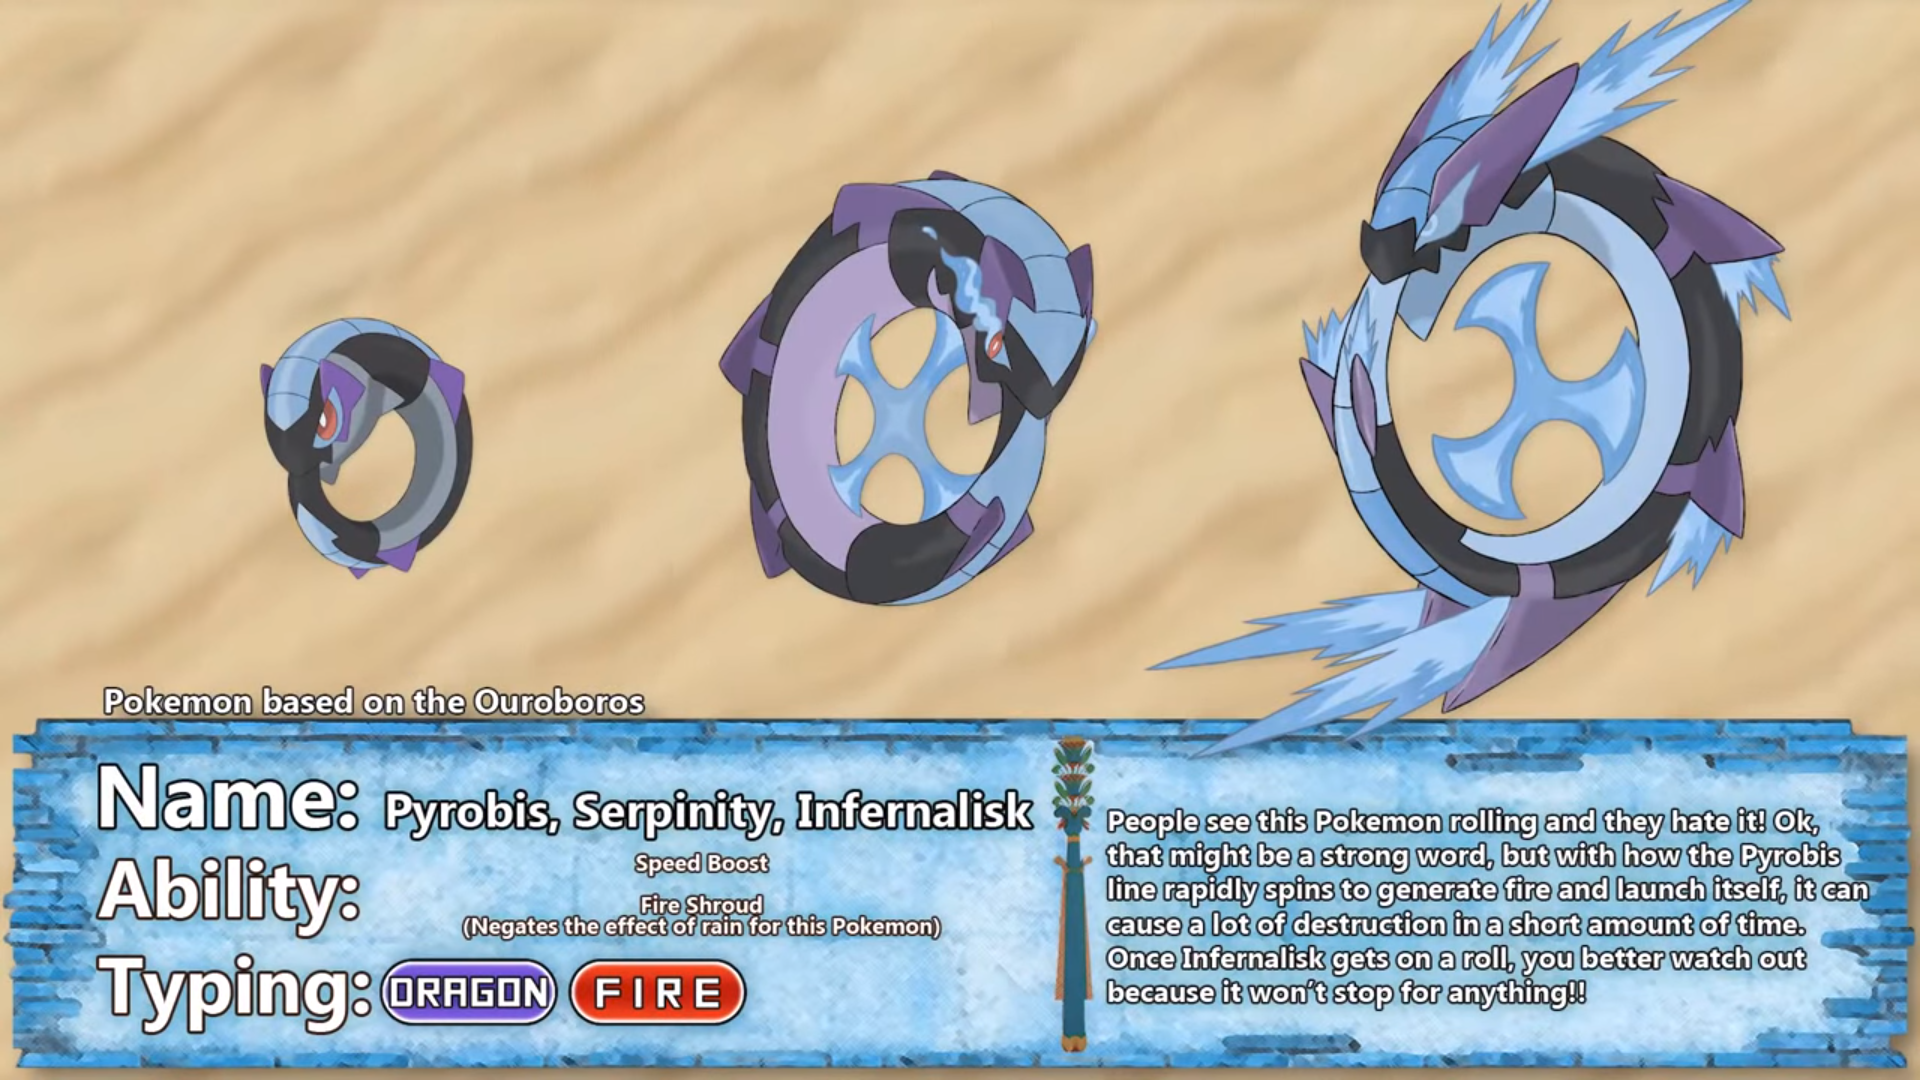 Pokemon based on the Ouroboros
Name: Pyrobis, Serpinity, Infernalisk
Ability: Speed Boost
Fire Shroud
(Negates the effect of rain for this Pokemon)
Typing: DRAGON FIRE
People see this Pokemon rolling and they hate it! Ok,
that might be a strong word, but with how the Pyrobis
line rapidly spins to generate fire and launch itself, it can
cause a lot of destruction in a short amount of time.
Once Infernalisk gets on a roll, you better watch out
because it won't stop for anything!!